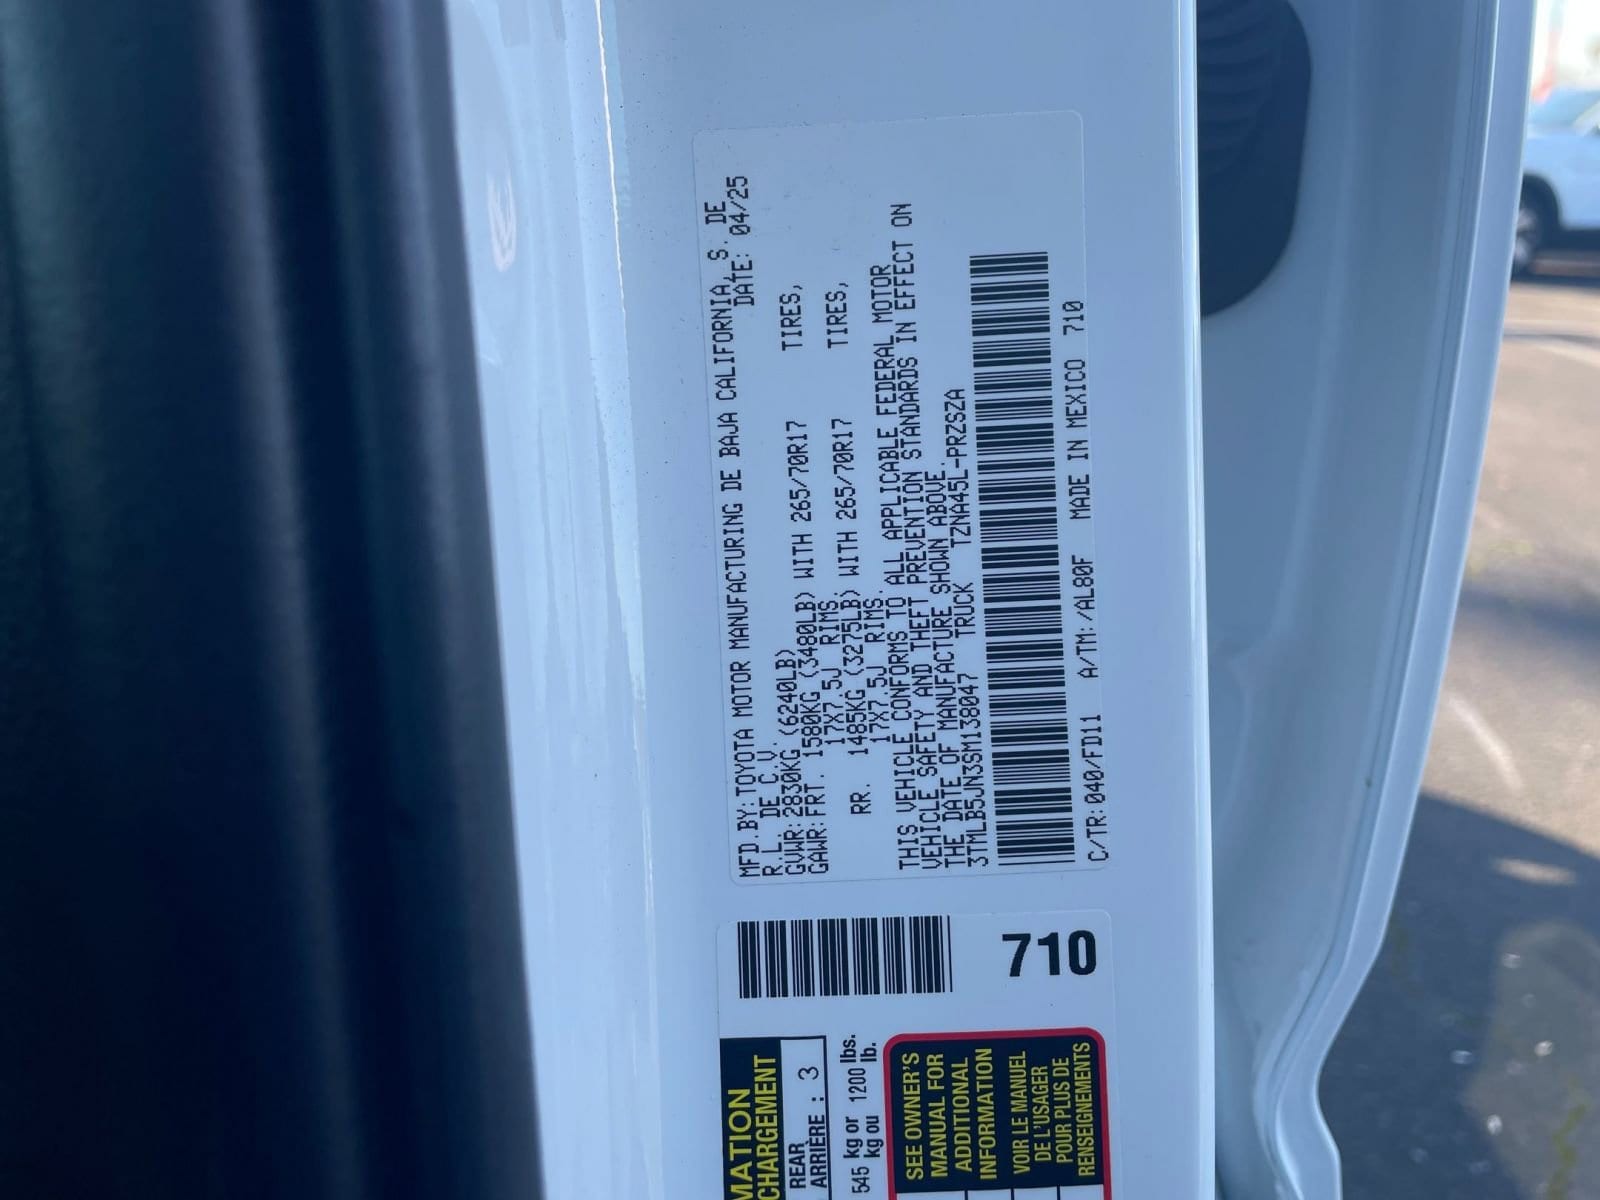 MFD.BY:TOYOTA MOTOR MANUFACTURING DE BAJA CALIFORNIA, S. DE
R.L. DE C.V. DATE: 04/25
GVWR:2830KG (6240LB)
GAWR:FRT. 1580KG (3480LB) WITH 265/70R17 TIRES,
17X7.5J RIMS.
RR. 1485KG (3275LB) WITH 265/70R17 TIRES,
17X7.5J RIMS.
THIS VEHICLE CONFORMS TO ALL APPLICABLE FEDERAL MOTOR
VEHICLE SAFETY AND THEFT PREVENTION STANDARDS IN EFFECT ON
THE DATE OF MANUFACTURE SHOWN ABOVE.
3TMLB5JN3SM138047 TRUCK TZNA45L-PRZSZA
C/TR:040/FD11 A/TM:/AL80F MADE IN MEXICO 710
710
MATION
CHARGEMENT
REAR
ARRIÈRE : 3
545 kg or 1200 lbs.
kg ou lb.
SEE OWNER'S
MANUAL FOR
ADDITIONAL
INFORMATION
VOIR LE MANUEL
DE L'USAGER
POUR PLUS DE
RENSEIGNEMENTS